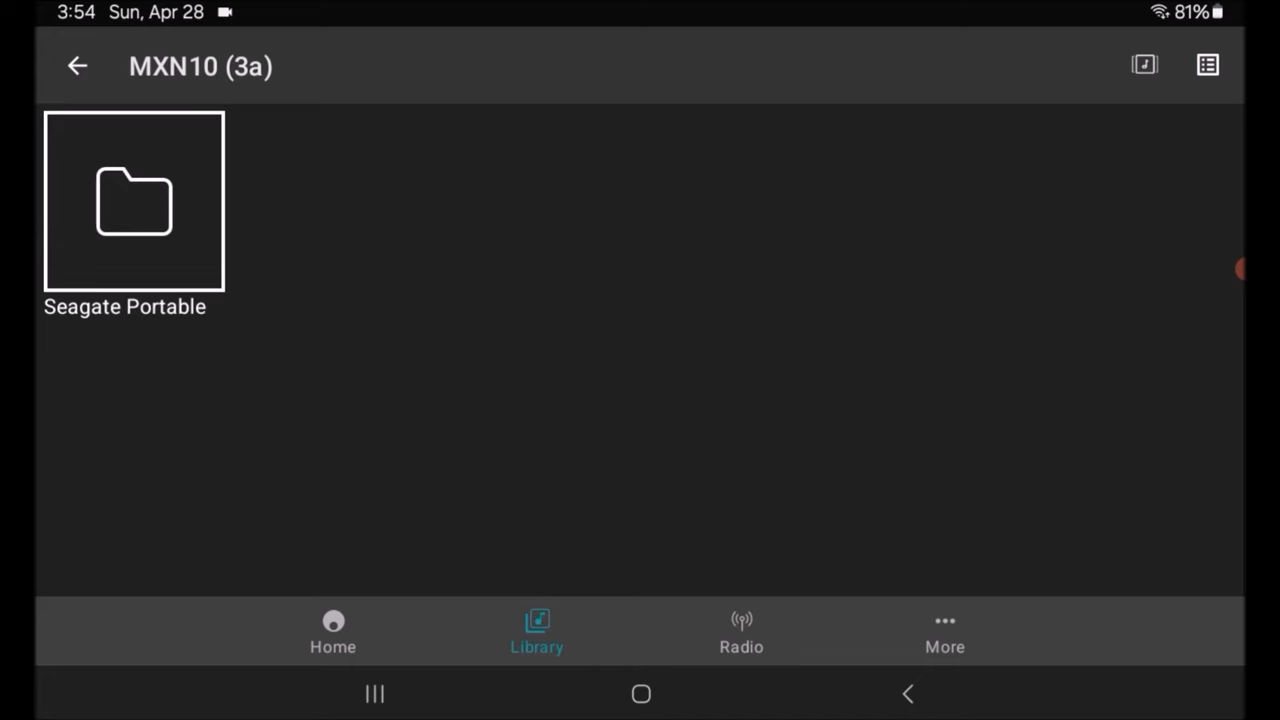 3:54 Sun, Apr 28 81%
MXN10 (3a)
Seagate Portable
Home Library Radio More